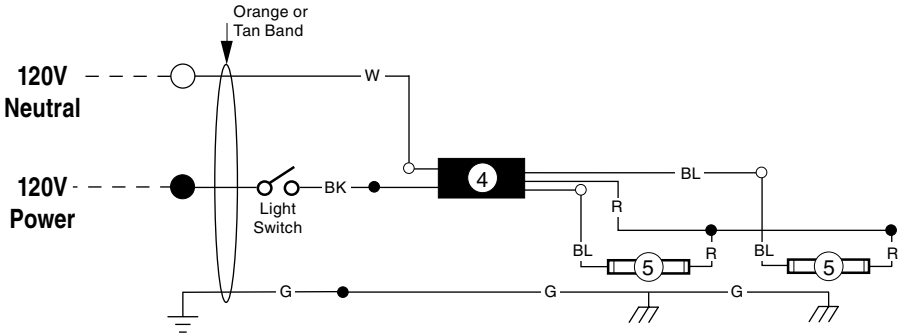 Orange or
Tan Band
120V
Neutral
W
120V
Power
BK
Light
Switch
4
BL
R
BL
R
BL
R
5
5
G
G
G